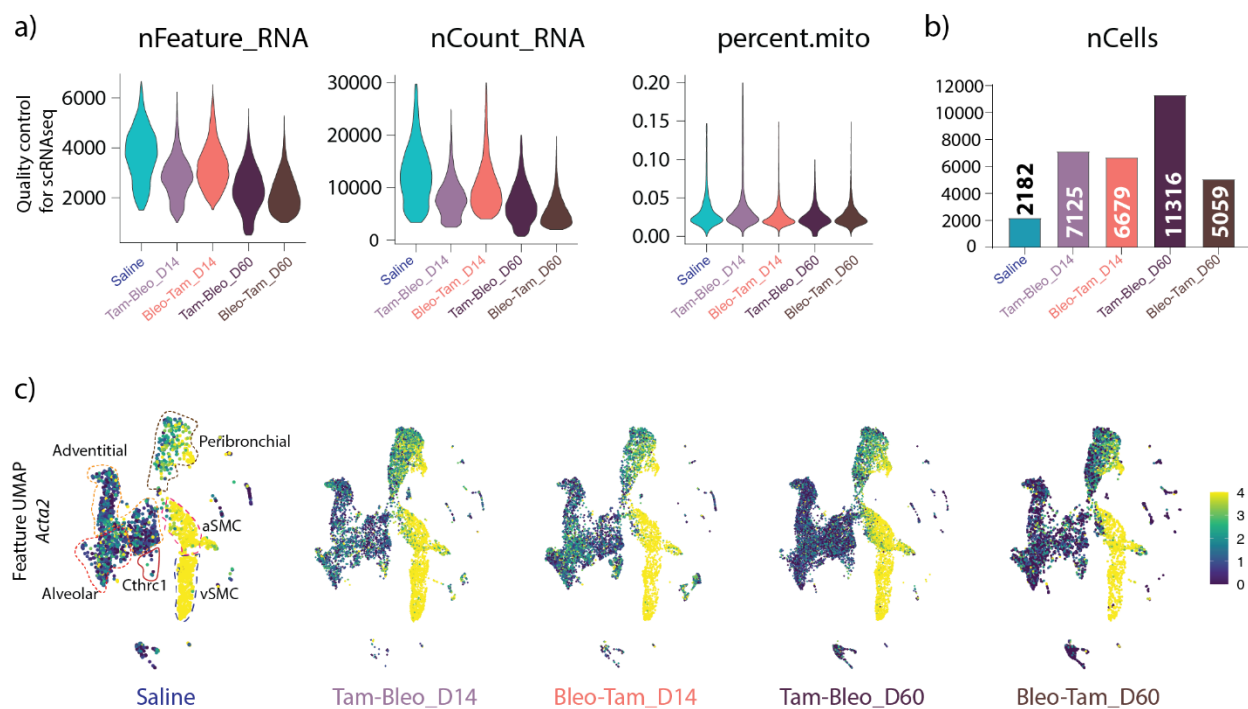 a)
nFeature_RNA
nCount_RNA
percent.mito
b)
nCells
Quality control
for scRNAseq
6000
4000
2000
Saline
Tam-Bleo_D14
Bleo-Tam_D14
Tam-Bleo_D60
Bleo-Tam_D60
30000
20000
10000
0
Saline
Tam-Bleo_D14
Bleo-Tam_D14
Tam-Bleo_D60
Bleo-Tam_D60
0.20
0.15
0.10
0.05
0.00
Saline
Tam-Bleo_D14
Bleo-Tam_D14
Tam-Bleo_D60
Bleo-Tam_D60
12000
10000
8000
6000
4000
2000
0
2182
7125
6679
11316
5059
Saline
Tam-Bleo_D14
Bleo-Tam_D14
Tam-Bleo_D60
Bleo-Tam_D60
c)
Featture UMAP
Acta2
Adventitial
Peribronchial
aSMC
Cthrc1
Alveolar
vSMC
4
3
2
1
0
Saline
Tam-Bleo_D14
Bleo-Tam_D14
Tam-Bleo_D60
Bleo-Tam_D60